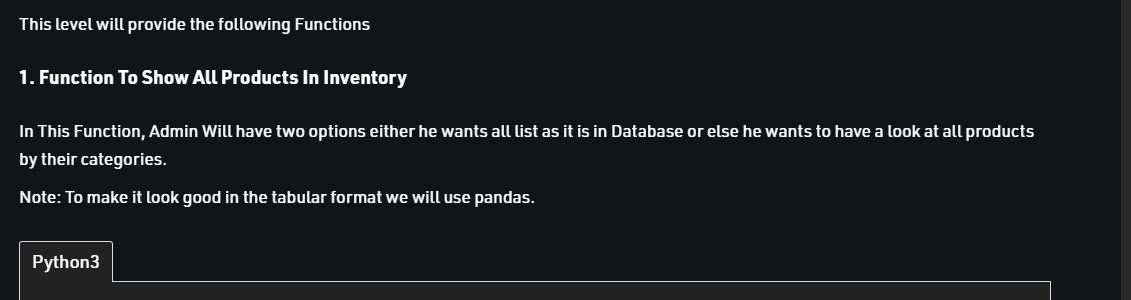 This level will provide the following Functions
1. Function To Show All Products In Inventory
In This Function, Admin Will have two options either he wants all list as it is in Database or else he wants to have a look at all products
by their categories.
Note: To make it look good in the tabular format we will use pandas.
Python3